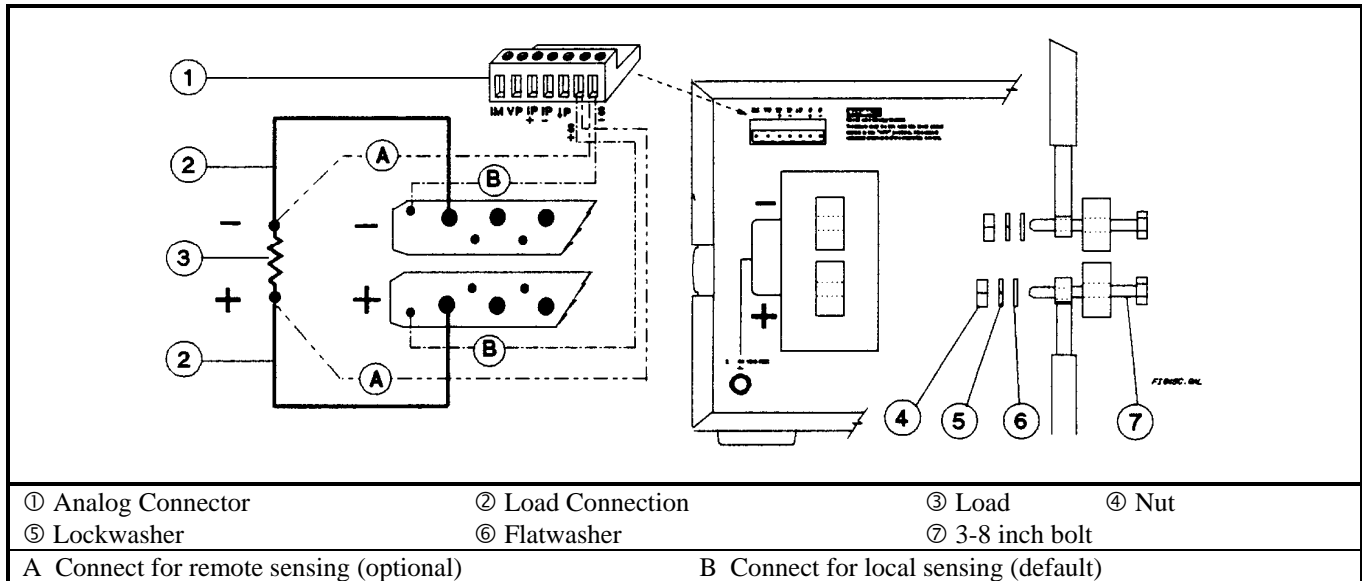 1
IM VP IP IP ↓P S
+ - S -
+
2
A
B
-
-
3
+
+
B
2
A
-
+
4
5
6
7
① Analog Connector ② Load Connection ③ Load ④ Nut
⑤ Lockwasher ⑥ Flatwasher ⑦ 3-8 inch bolt
A Connect for remote sensing (optional) B Connect for local sensing (default)